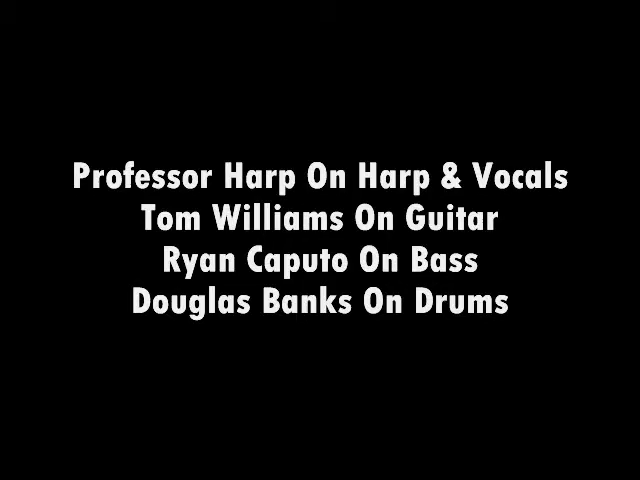 Professor Harp On Harp & Vocals
Tom Williams On Guitar
Ryan Caputo On Bass
Douglas Banks On Drums